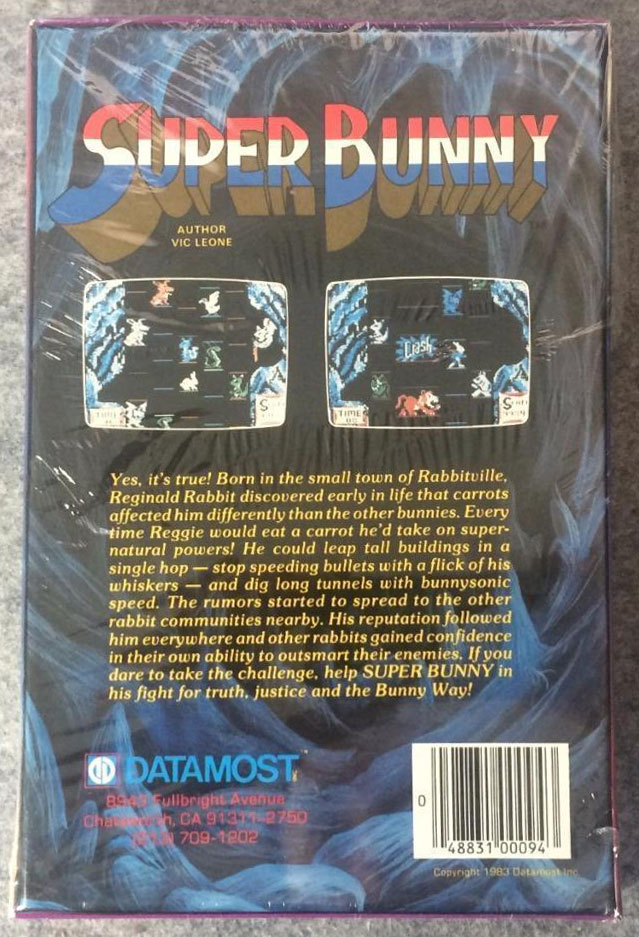 SUPER BUNNY
AUTHOR
VIC LEONE
Crash
TIME
TIME
Yes, it's true! Born in the small town of Rabbitville,
Reginald Rabbit discovered early in life that carrots
affected him differently than the other bunnies. Every
time Reggie would eat a carrot he'd take on super-
natural powers! He could leap tall buildings in a
single hop — stop speeding bullets with a flick of his
whiskers — and dig long tunnels with bunnysonic
speed. The rumors started to spread to the other
rabbit communities nearby. His reputation followed
him everywhere and other rabbits gained confidence
in their own ability to outsmart their enemies. If you
dare to take the challenge, help SUPER BUNNY in
his fight for truth, justice and the Bunny Way!
DATAMOST
8943 Fullbright Avenue
Chatsworth, CA 91311-2750
(213) 709-1202
0 48831 00094
Copyright 1983 Datamost Inc.